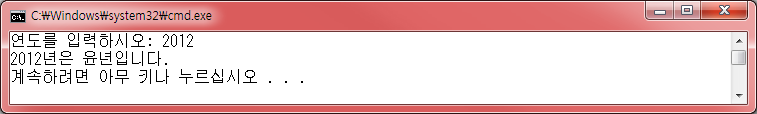 C:₩Windows₩system32₩cmd.exe
연도를 입력하시오: 2012
2012년은 윤년입니다.
계속하려면 아무 키나 누르십시오 . . .